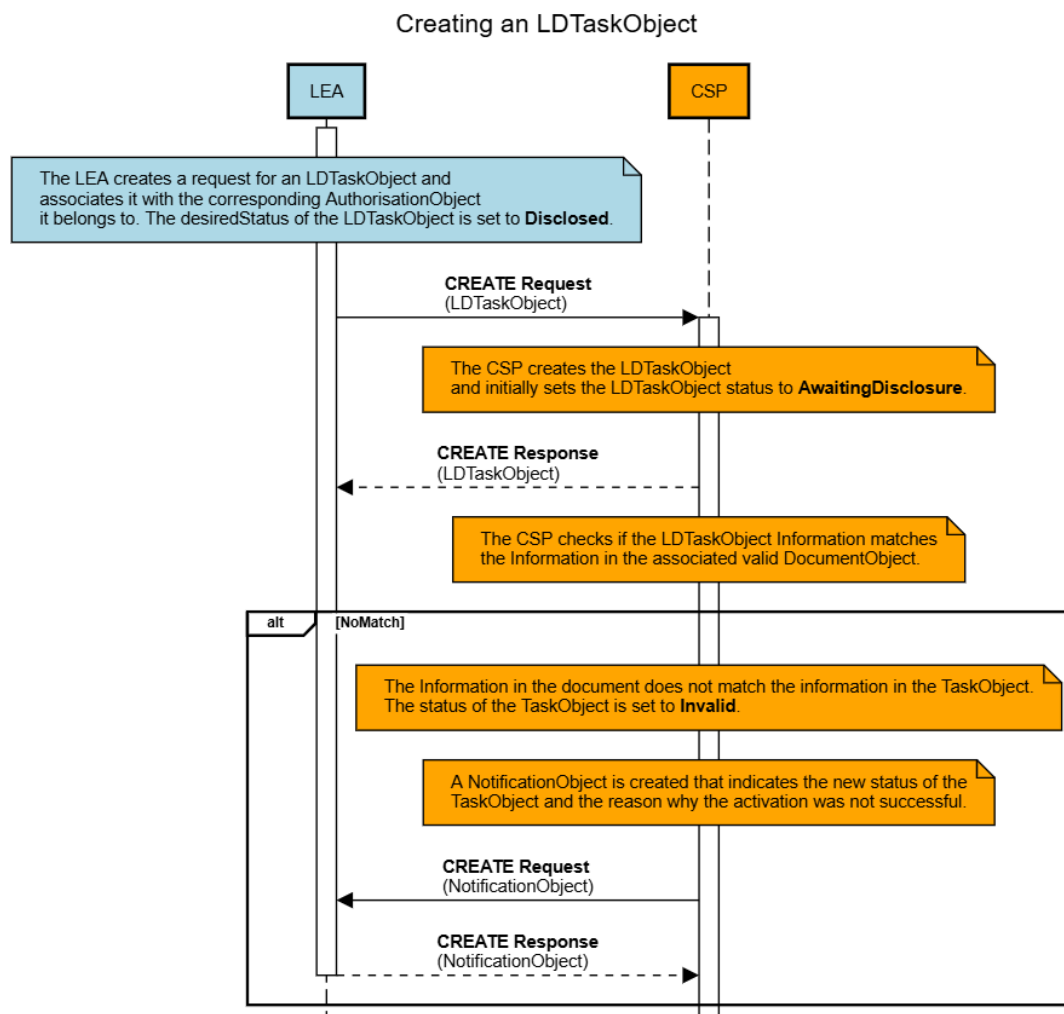 Creating an LDTaskObject
LEA
CSP
The LEA creates a request for an LDTaskObject and
associates it with the corresponding AuthorisationObject
it belongs to. The desiredStatus of the LDTaskObject is set to Disclosed.
CREATE Request
(LDTaskObject)
The CSP creates the LDTaskObject
and initially sets the LDTaskObject status to AwaitingDisclosure.
CREATE Response
(LDTaskObject)
The CSP checks if the LDTaskObject Information matches
the Information in the associated valid DocumentObject.
alt
[NoMatch]
The Information in the document does not match the information in the TaskObject.
The status of the TaskObject is set to Invalid.
A NotificationObject is created that indicates the new status of the
TaskObject and the reason why the activation was not successful.
CREATE Request
(NotificationObject)
CREATE Response
(NotificationObject)